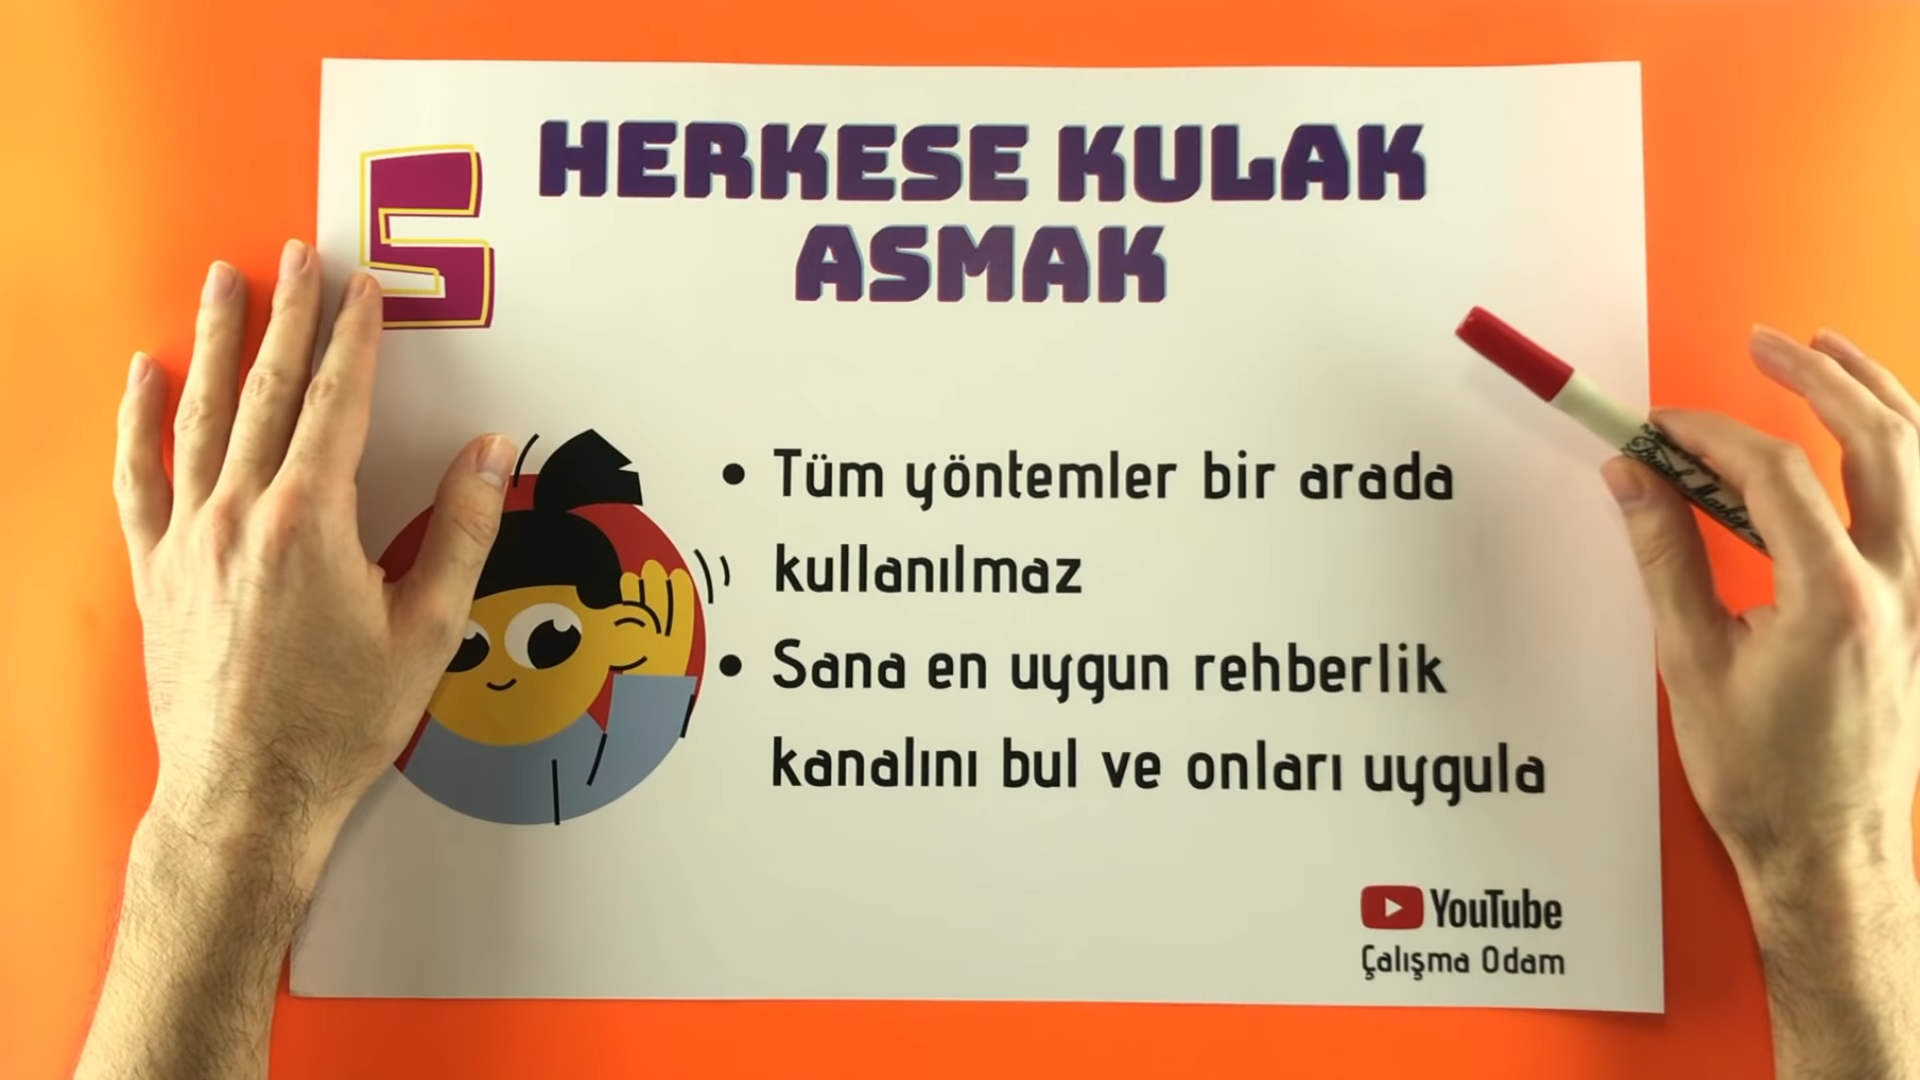 5
HERKESE KULAK
ASMAK
• Tüm yöntemler bir arada
kullanılmaz
• Sana en uygun rehberlik
kanalını bul ve onları uygula
YouTube
Çalışma Odam